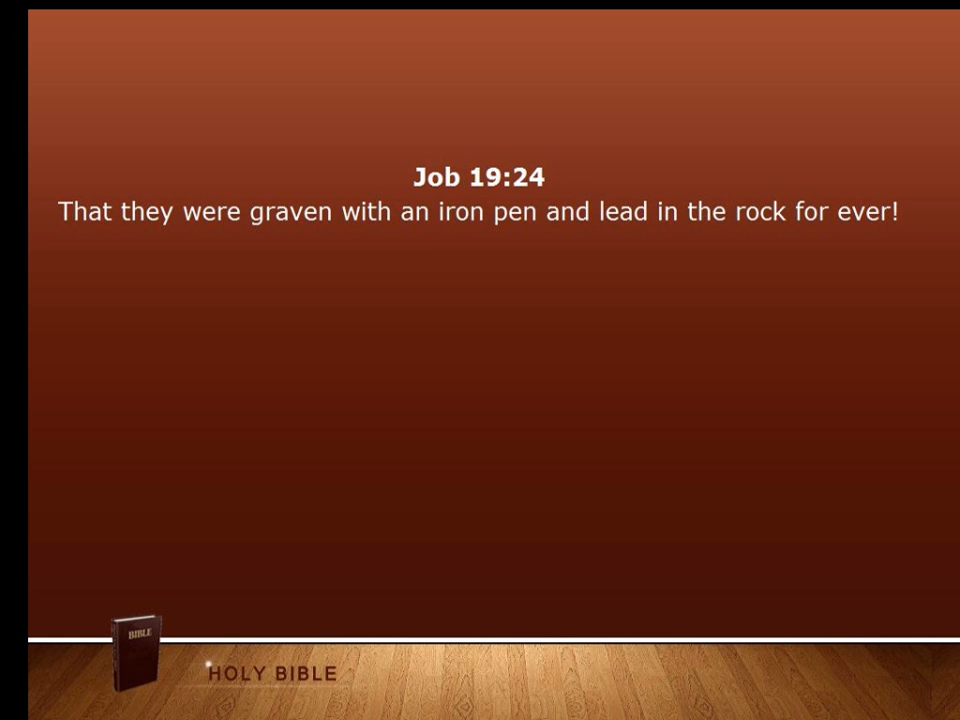 Job 19:24
That they were graven with an iron pen and lead in the rock for ever!
BIBLE
HOLY BIBLE